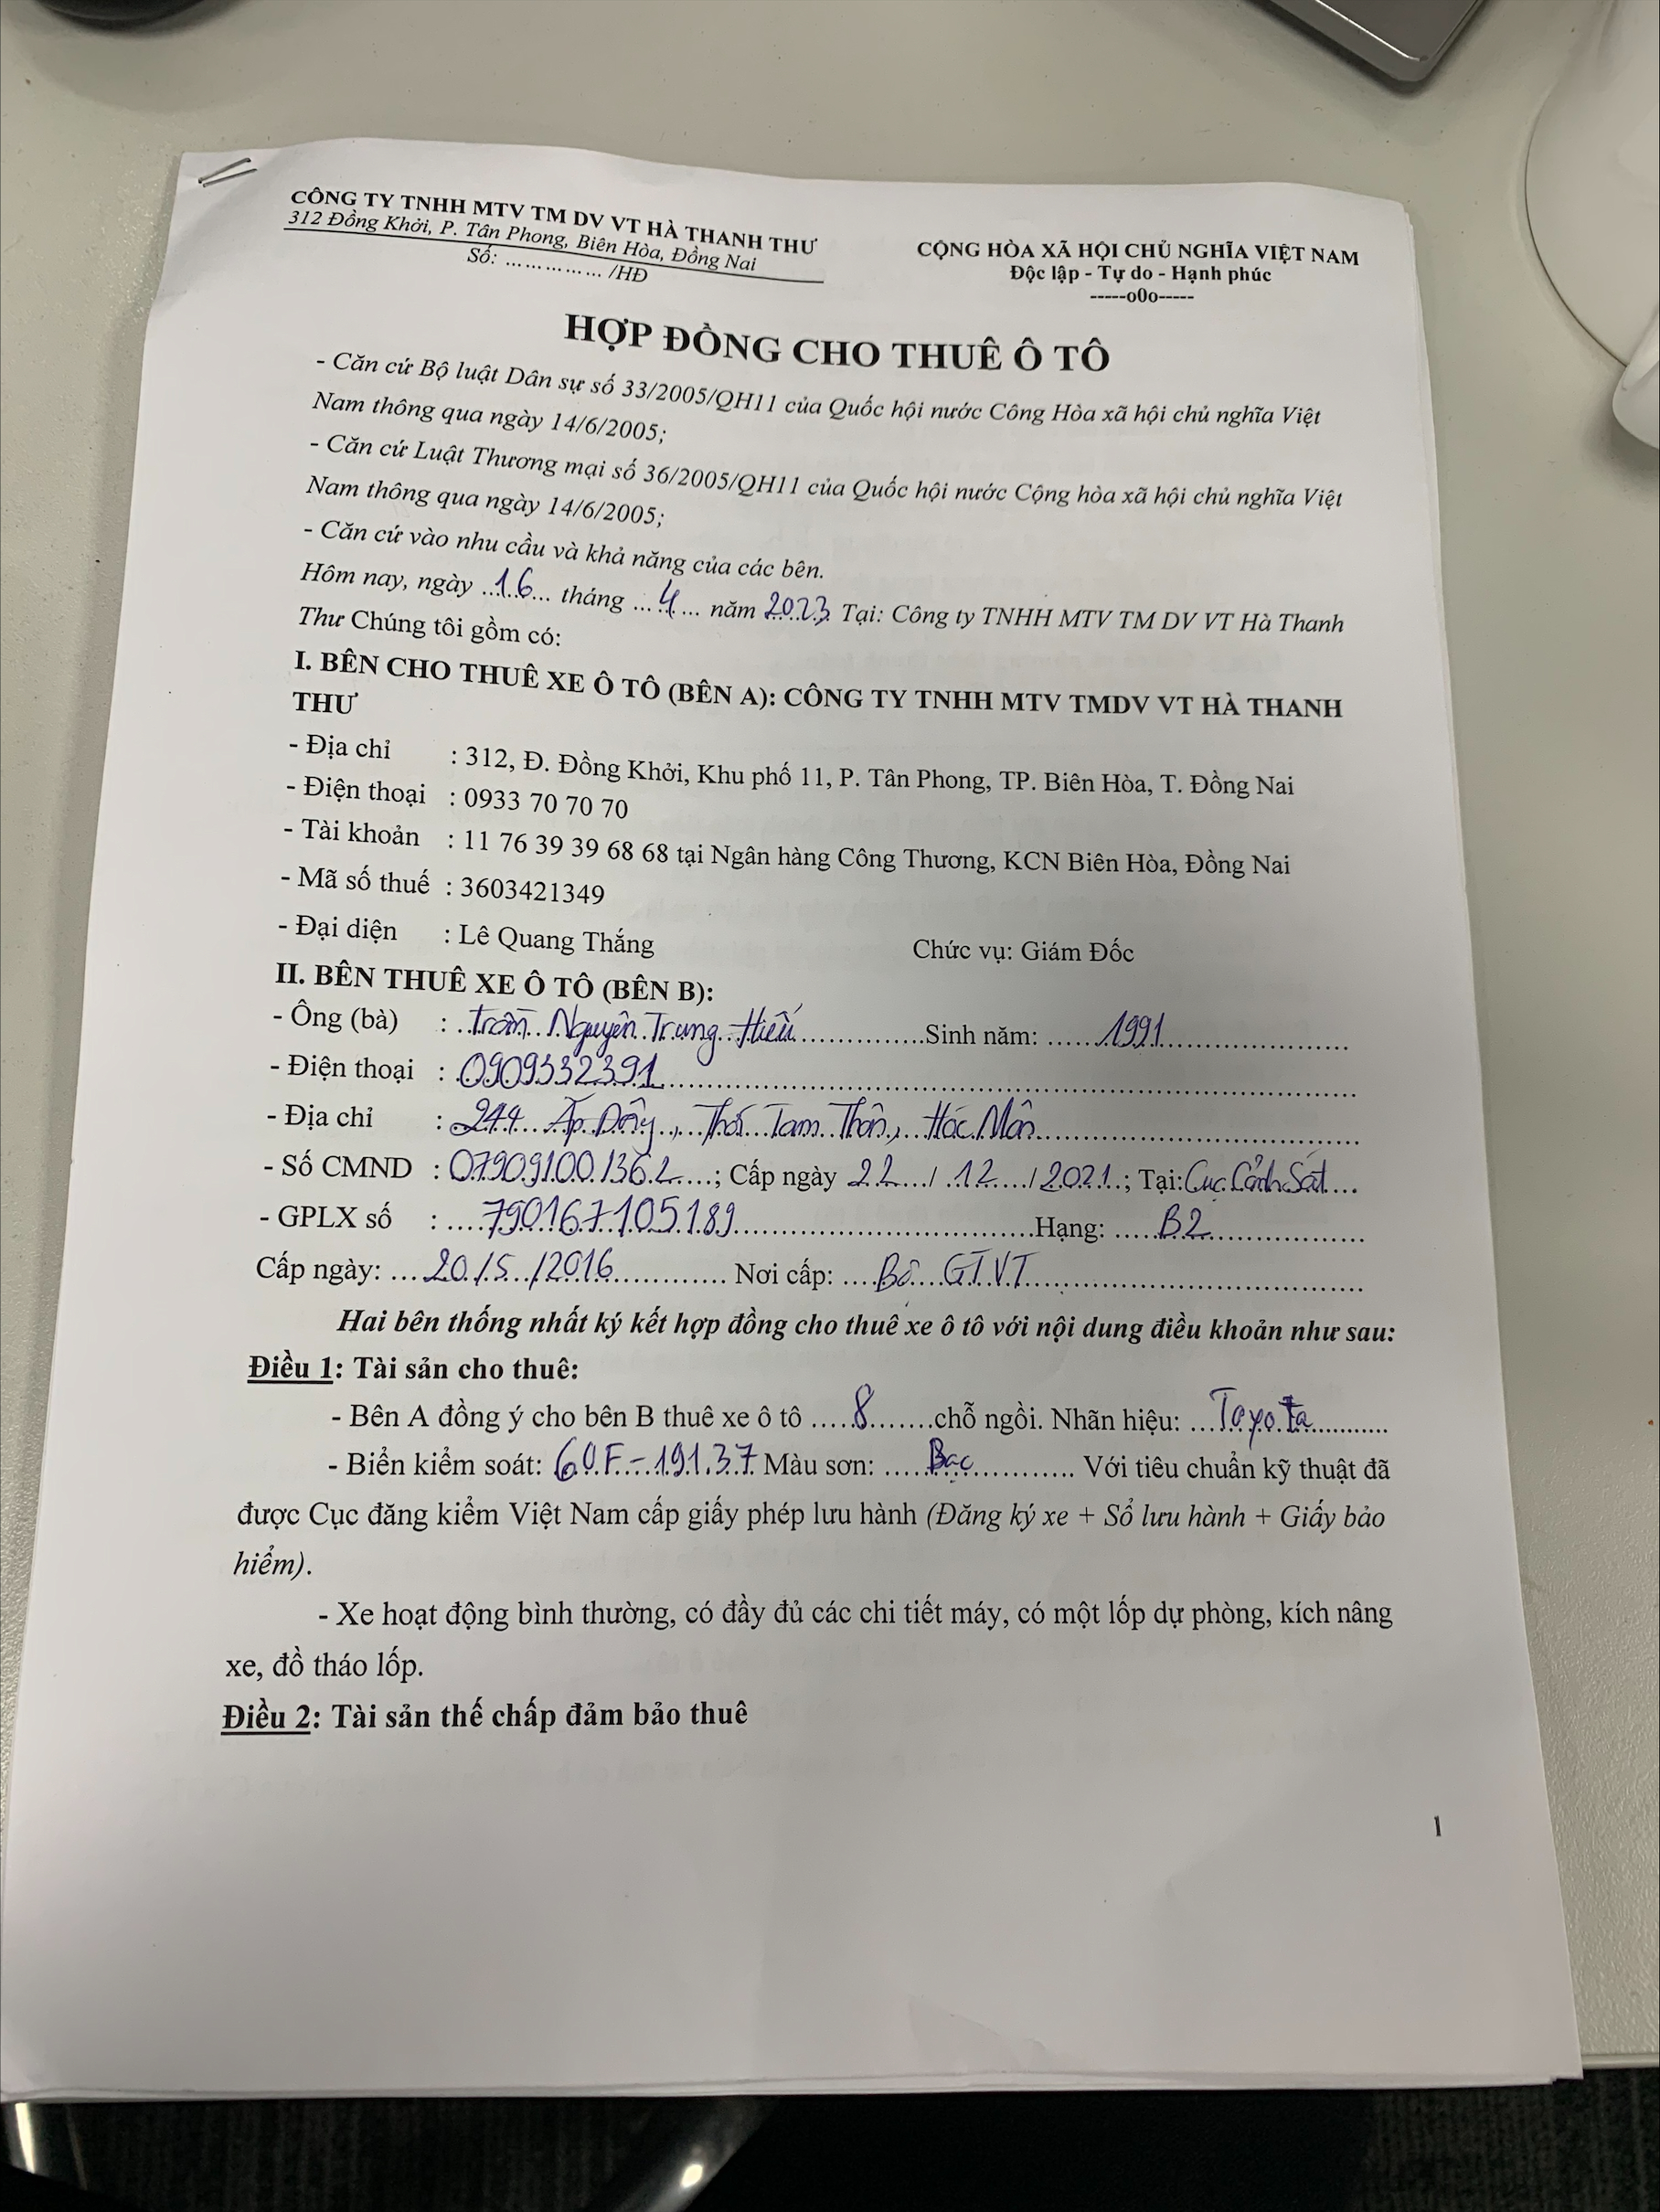 CÔNG TY TNHH MTV TM DV VT HÀ THANH THƯ
312 Đồng Khởi, P. Tân Phong, Biên Hòa, Đồng Nai
Số: …………… /HĐ
CỘNG HÒA XÃ HỘI CHỦ NGHĨA VIỆT NAM
Độc lập - Tự do - Hạnh phúc
-----o0o-----
HỢP ĐỒNG CHO THUÊ Ô TÔ
- Căn cứ Bộ luật Dân sự số 33/2005/QH11 của Quốc hội nước Công Hòa xã hội chủ nghĩa Việt
Nam thông qua ngày 14/6/2005;
- Căn cứ Luật Thương mại số 36/2005/QH11 của Quốc hội nước Cộng hòa xã hội chủ nghĩa Việt
Nam thông qua ngày 14/6/2005;
- Căn cứ vào nhu cầu và khả năng của các bên.
Hôm nay, ngày 16 tháng 4 năm 2023 Tại: Công ty TNHH MTV TM DV VT Hà Thanh
Thư Chúng tôi gồm có:
I. BÊN CHO THUÊ XE Ô TÔ (BÊN A): CÔNG TY TNHH MTV TMDV VT HÀ THANH
THƯ
- Địa chỉ : 312, Đ. Đồng Khởi, Khu phố 11, P. Tân Phong, TP. Biên Hòa, T. Đồng Nai
- Điện thoại : 0933 70 70 70
- Tài khoản : 11 76 39 39 68 68 tại Ngân hàng Công Thương, KCN Biên Hòa, Đồng Nai
- Mã số thuế : 3603421349
- Đại diện : Lê Quang Thắng Chức vụ: Giám Đốc
II. BÊN THUÊ XE Ô TÔ (BÊN B):
- Ông (bà) : Trần Nguyên Trung Hiếu Sinh năm: 1991
- Điện thoại : 0909332391
- Địa chỉ : 244 Ấp Đông, Thới Tam Thôn, Hóc Môn
- Số CMND : 079091001362; Cấp ngày 22/12/2021; Tại: Cục Cảnh Sát
- GPLX số : 790167105189 Hạng: B2
Cấp ngày: 20/5/2016 Nơi cấp: Bộ GTVT
Hai bên thống nhất ký kết hợp đồng cho thuê xe ô tô với nội dung điều khoản như sau:
Điều 1: Tài sản cho thuê:
- Bên A đồng ý cho bên B thuê xe ô tô 8 chỗ ngồi. Nhãn hiệu: Toyota
- Biển kiểm soát: 60F-191.37 Màu sơn: Bạc Với tiêu chuẩn kỹ thuật đã
được Cục đăng kiểm Việt Nam cấp giấy phép lưu hành (Đăng ký xe + Sổ lưu hành + Giấy bảo
hiểm).
- Xe hoạt động bình thường, có đầy đủ các chi tiết máy, có một lốp dự phòng, kích nâng
xe, đồ tháo lốp.
Điều 2: Tài sản thế chấp đảm bảo thuê
1